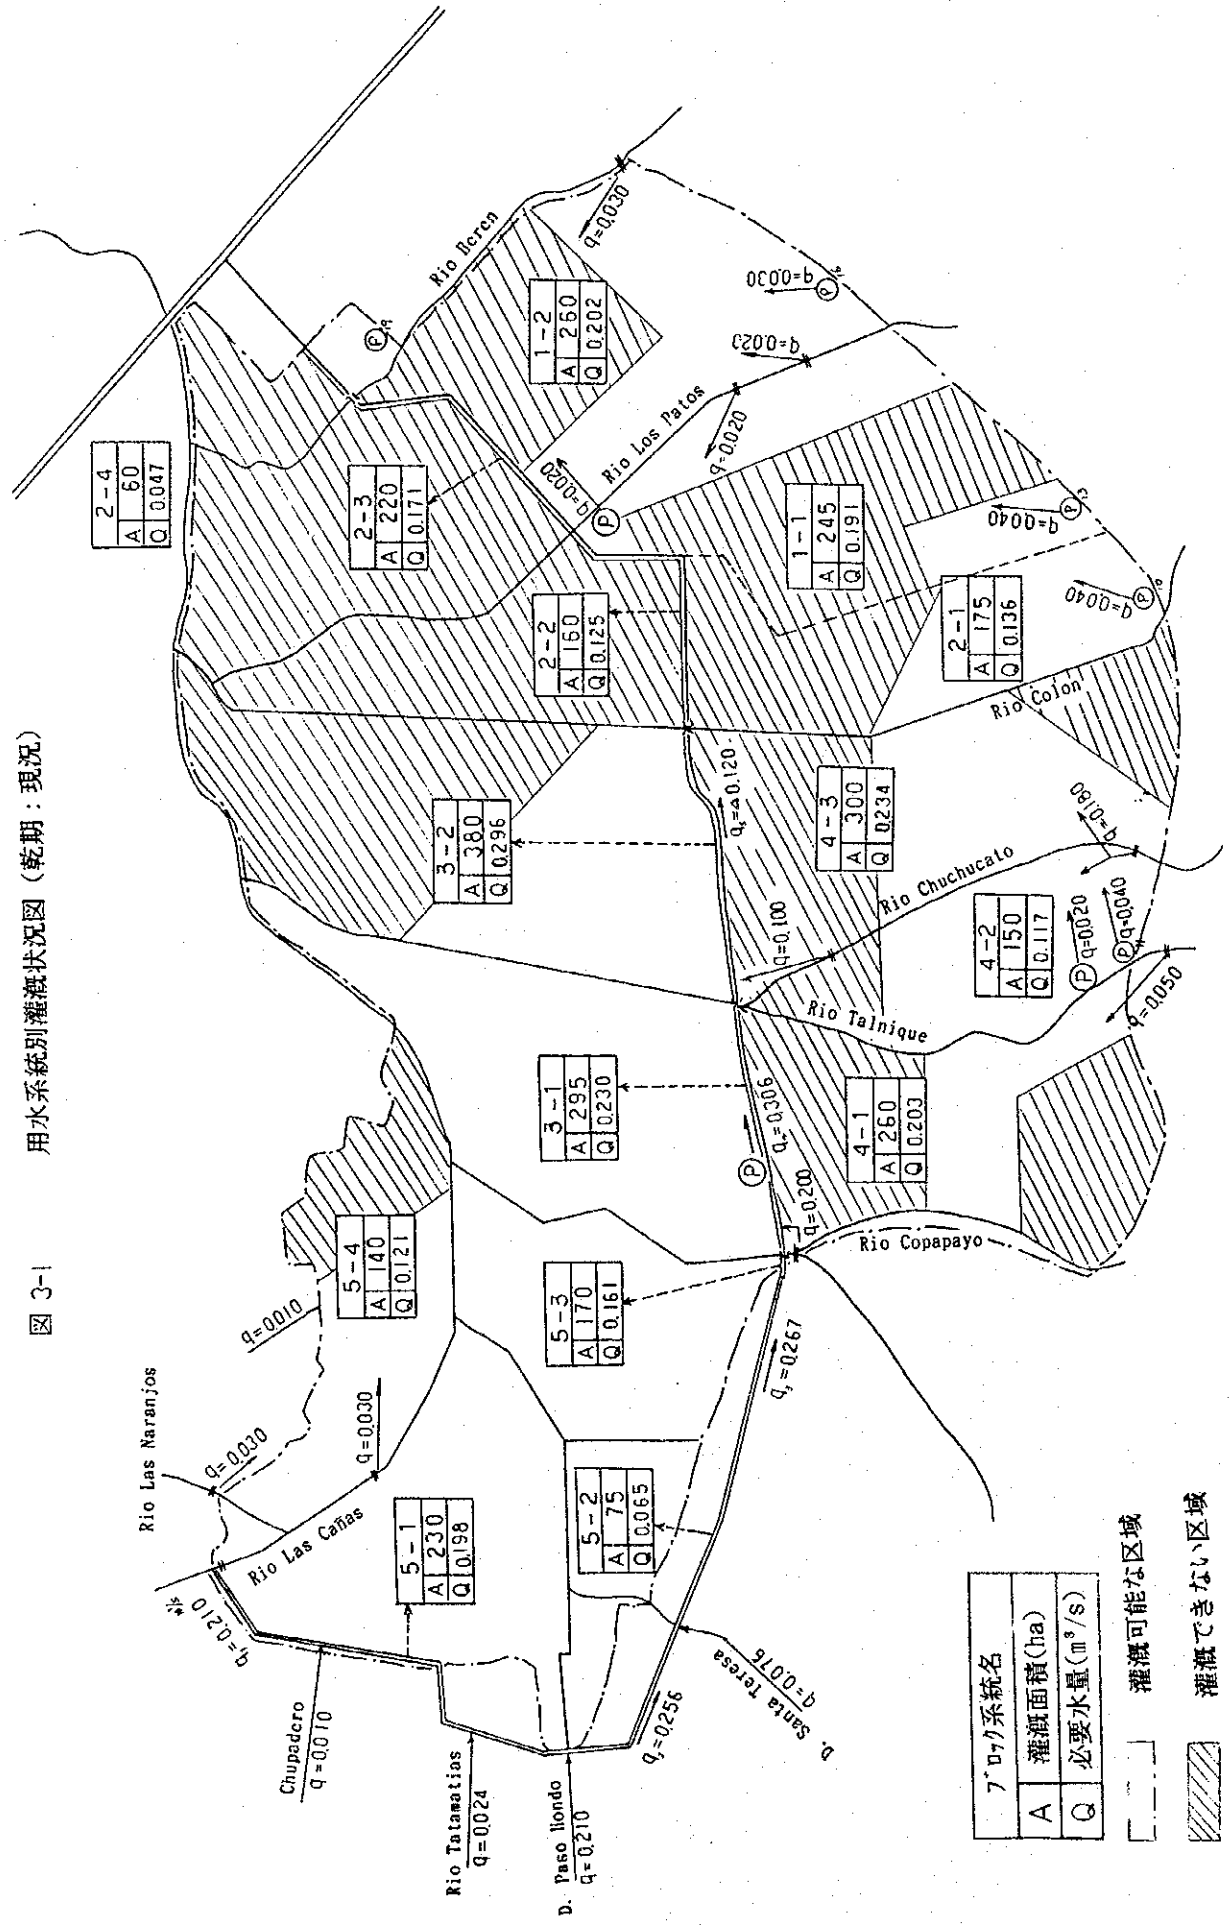 図 3-1 用水系統別灌漑状況図(乾期:現況)
Rio Las Naranjos
q=0.030
q=0.010
Rio Las Cañas
q=0.030
q₁=0.210
Chupadero
q=0.010
Rio Tatamatias
q=0.024
D. Paso Hondo
q=0.210
q₂=0.256
D. Santa Teresa
q=0.076
q₃=0.267
5-1
A 230
Q 0.198
5-2
A 75
Q 0.065
5-3
A 170
Q 0.161
5-4
A 140
Q 0.121
3-1
A 295
Q 0.230
3-2
A 380
Q 0.296
2-4
A 60
Q 0.047
2-3
A 220
Q 0.171
2-2
A 160
Q 0.125
1-2
A 260
Q 0.202
1-1
A 245
Q 0.191
2-1
A 175
Q 0.136
4-3
A 300
Q 0.234
4-2
A 150
Q 0.117
4-1
A 260
Q 0.203
Rio Beren
q=0.030
P
P
q=0.030
q=0.023
q=0.020
Rio Los Patos
q=0.020
P
P
q=0.040
P
q=0.040
Rio Colon
q=0.180
Rio Chuchucato
q=0.100
P q=0.020
P q=0.040
q=0.050
Rio Talnique
=0.306
P
q=0.200
Rio Copapayo
ブロック系統名
A 灌漑面積(ha)
Q 必要水量(m³/s)
灌漑可能な区域
灌漑できない区域